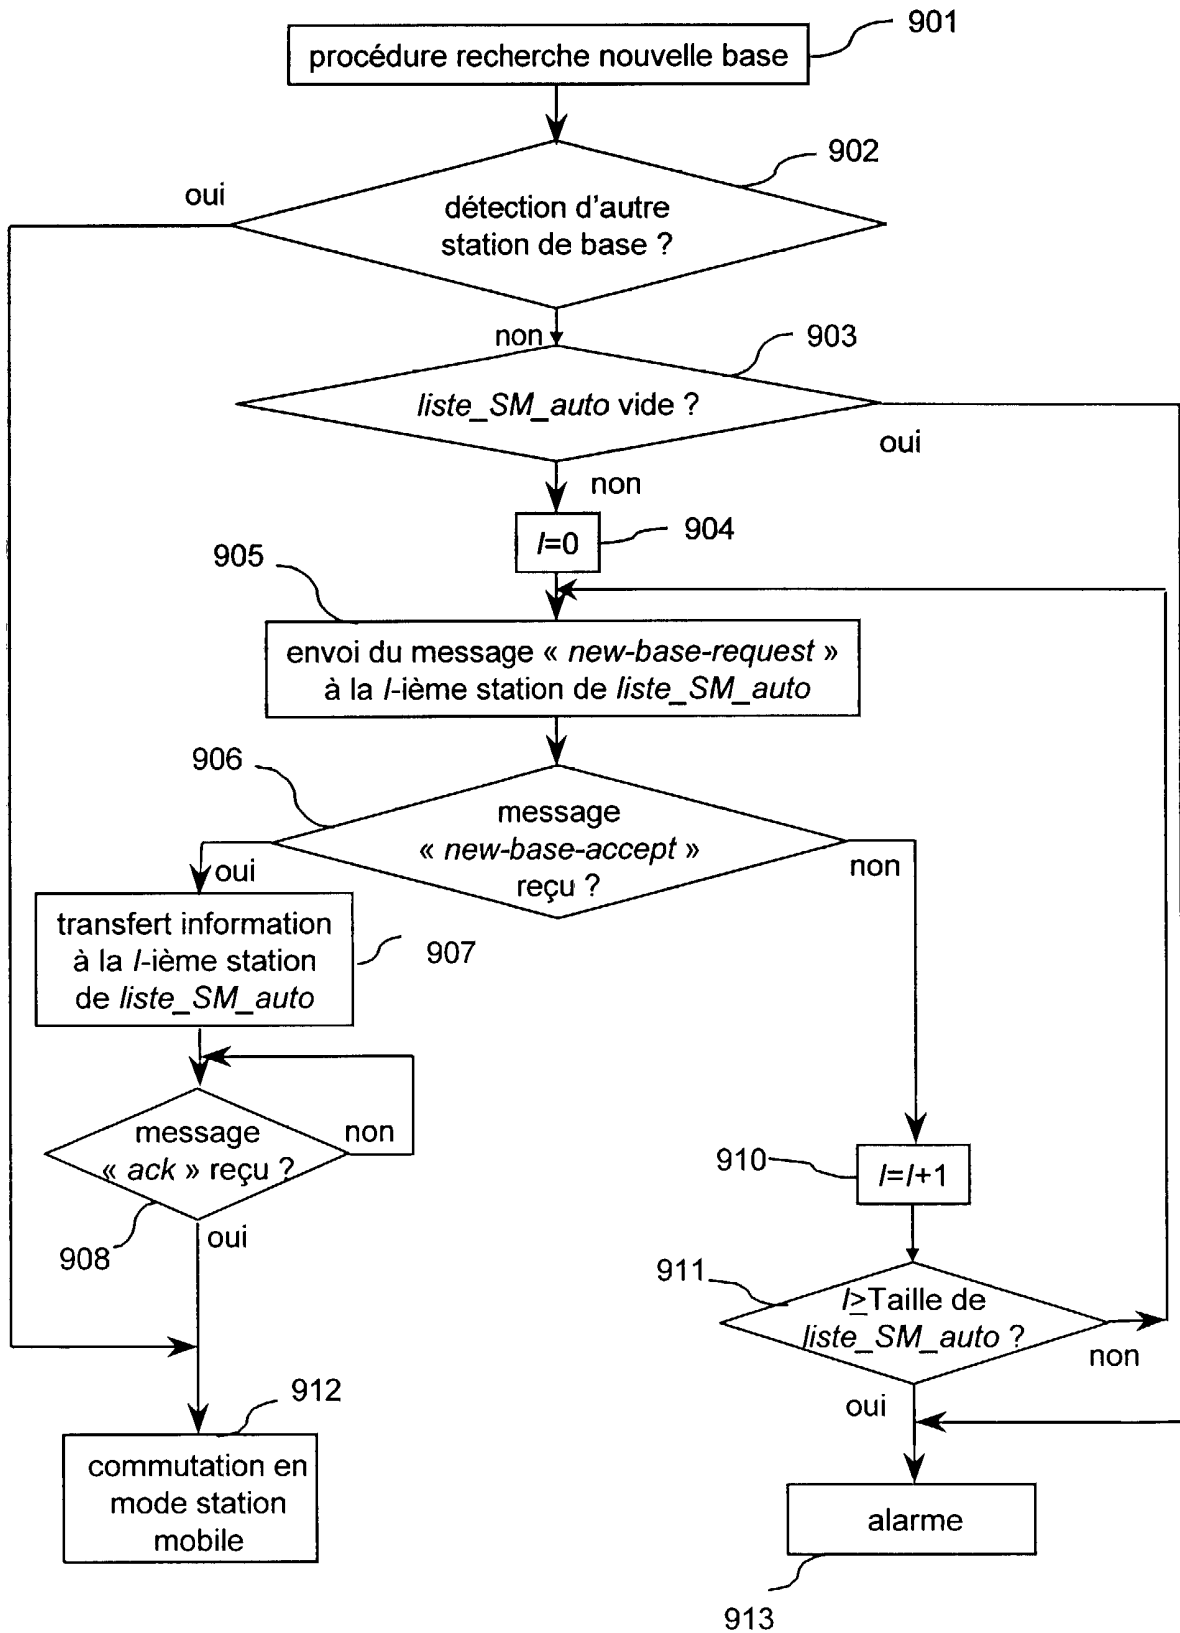 901
procédure recherche nouvelle base
902
oui
détection d'autre
station de base ?
non
903
liste_SM_auto vide ?
oui
non
904
l=0
905
envoi du message « new-base-request »
à la l-ième station de liste_SM_auto
906
message
« new-base-accept »
reçu ?
oui
non
transfert information
à la l-ième station
de liste_SM_auto
907
message
« ack » reçu ?
non
908
oui
910
l=l+1
911
l≥Taille de
liste_SM_auto ?
non
oui
912
commutation en
mode station
mobile
alarme
913